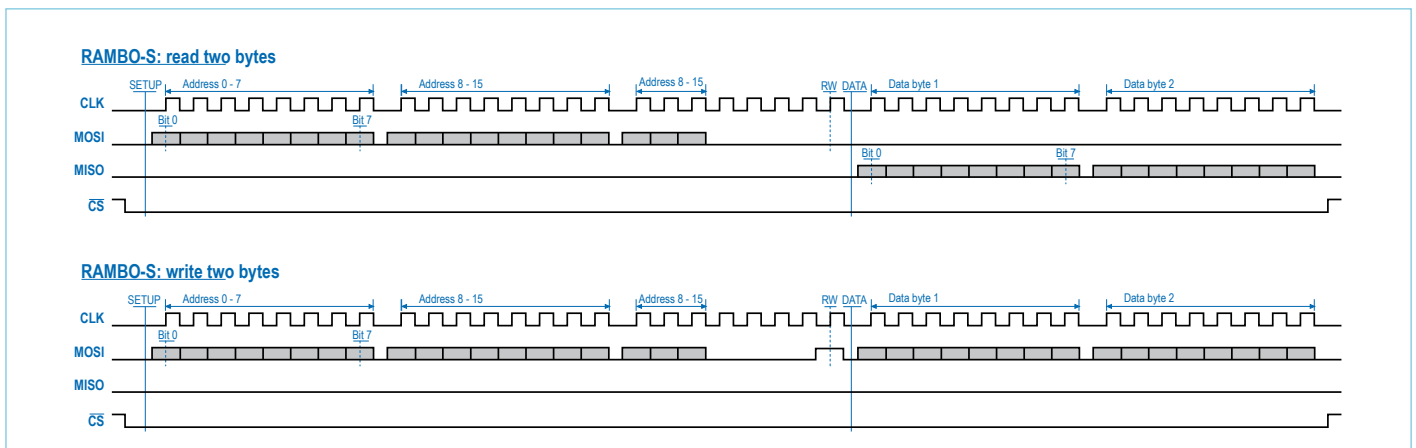 RAMBO-S: read two bytes
SETUP Address 0 - 7 Address 8 - 15 Address 8 - 15 RW DATA Data byte 1 Data byte 2
CLK
Bit 0 Bit 7
MOSI
Bit 0 Bit 7
MISO
CS
RAMBO-S: write two bytes
SETUP Address 0 - 7 Address 8 - 15 Address 8 - 15 RW DATA Data byte 1 Data byte 2
CLK
Bit 0 Bit 7
MOSI
MISO
CS